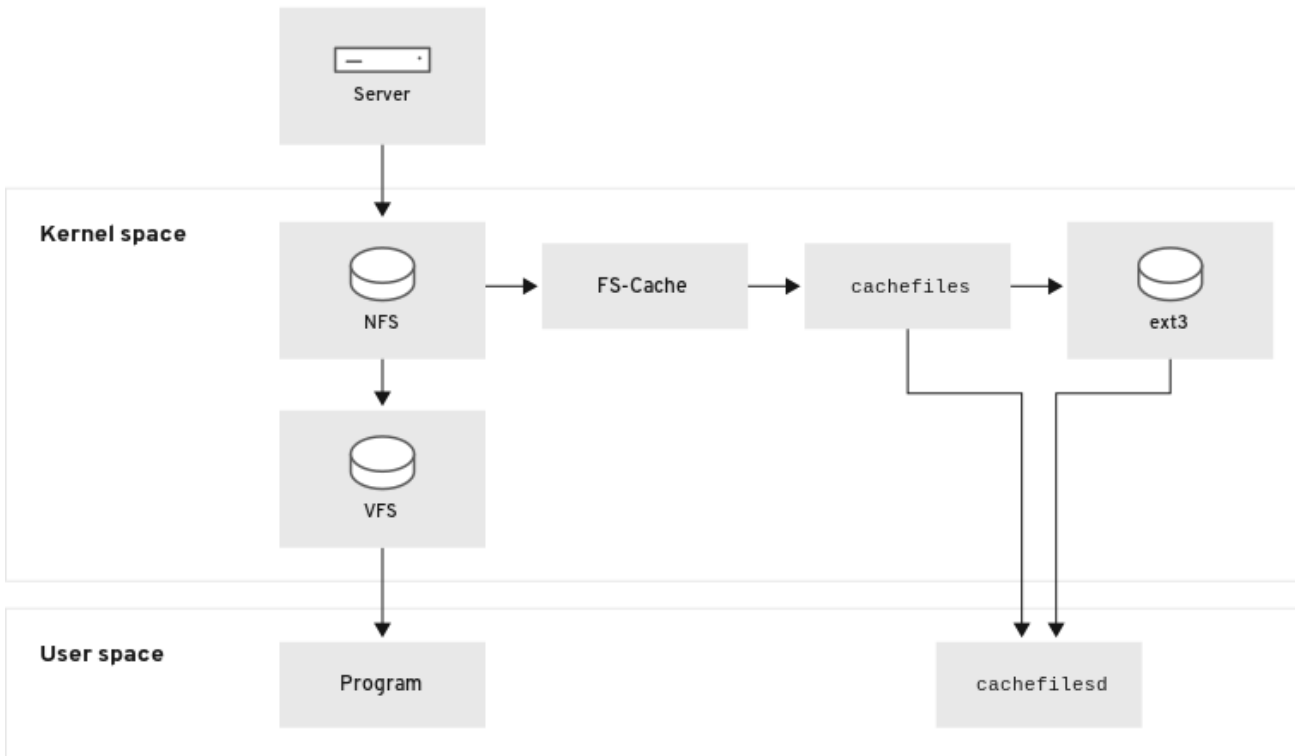 Server
Kernel space
NFS
FS-Cache
cachefiles
ext3
VFS
User space
Program
cachefilesd